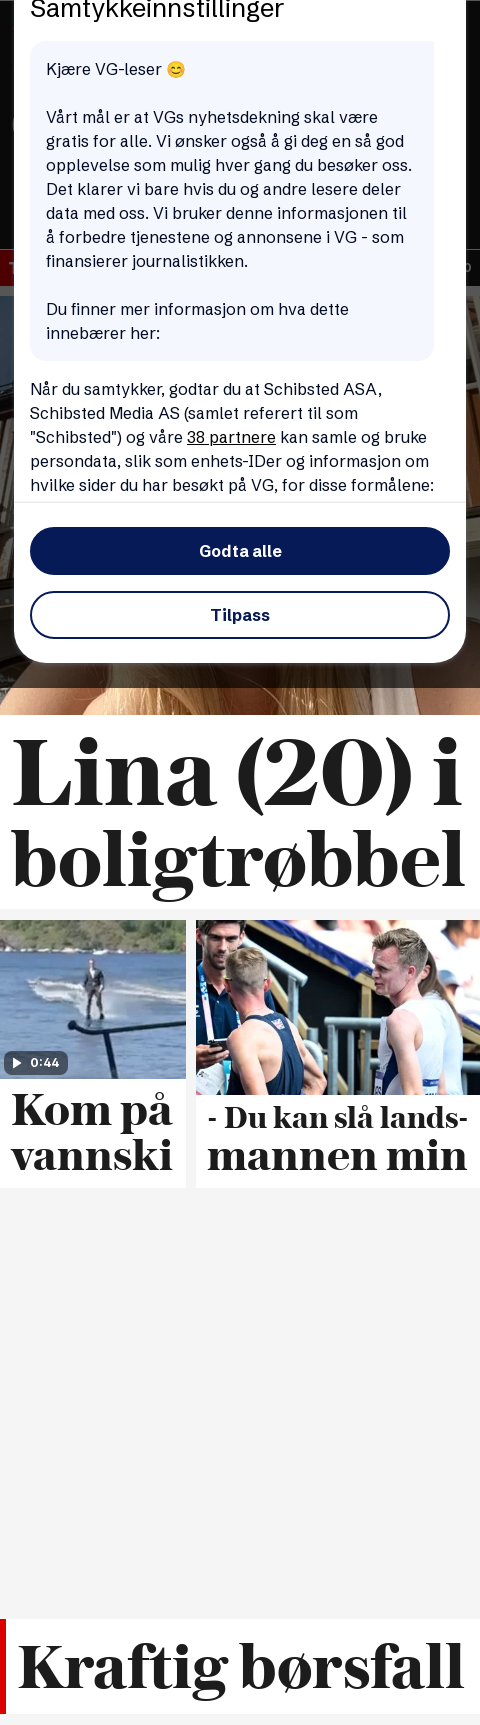 Samtykkeinnstillinger
Kjære VG-leser 😊
Vårt mål er at VGs nyhetsdekning skal være
gratis for alle. Vi ønsker også å gi deg en så god
opplevelse som mulig hver gang du besøker oss.
Det klarer vi bare hvis du og andre lesere deler
data med oss. Vi bruker denne informasjonen til
å forbedre tjenestene og annonsene i VG - som
finansierer journalistikken.
Du finner mer informasjon om hva dette
innebærer her:
Når du samtykker, godtar du at Schibsted ASA,
Schibsted Media AS (samlet referert til som
"Schibsted") og våre 38 partnere kan samle og bruke
persondata, slik som enhets-IDer og informasjon om
hvilke sider du har besøkt på VG, for disse formålene:
Godta alle
Tilpass
Lina (20) i
boligtrøbbel
0:44
Kom på
vannski
- Du kan slå lands-
mannen min
Kraftig børsfall